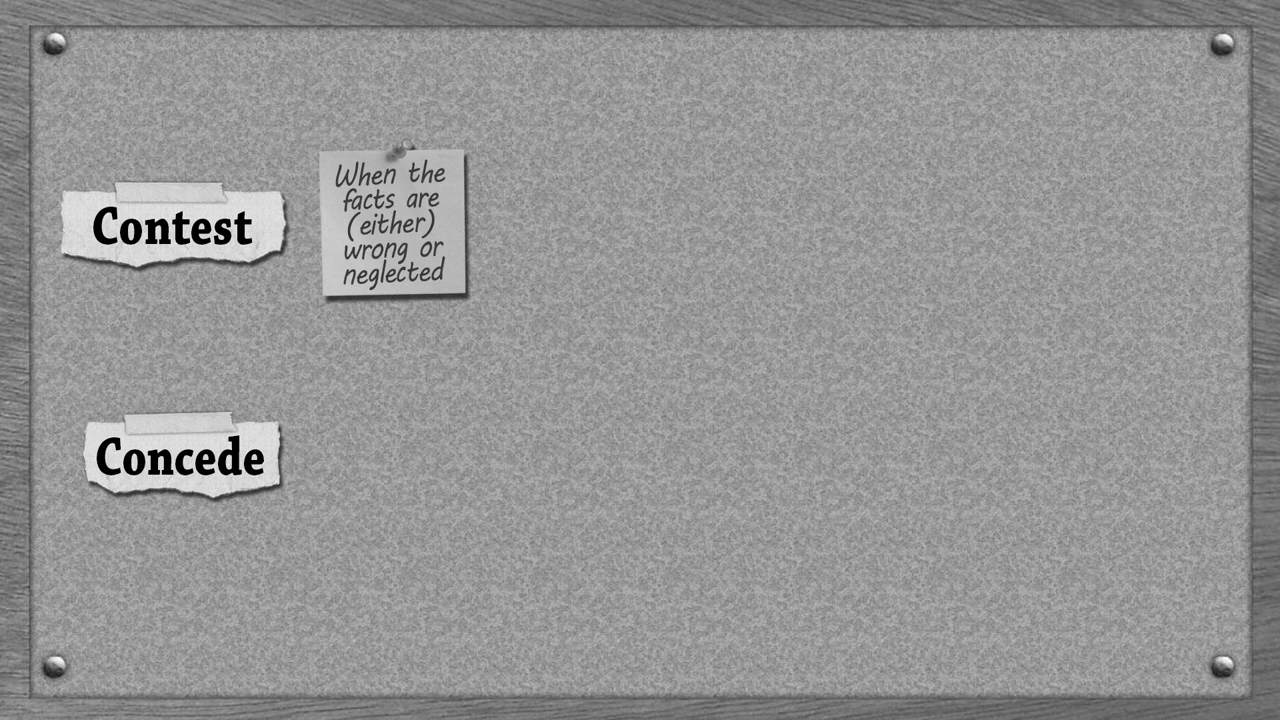 Contest
When the
facts are
(either)
wrong or
neglected
Concede